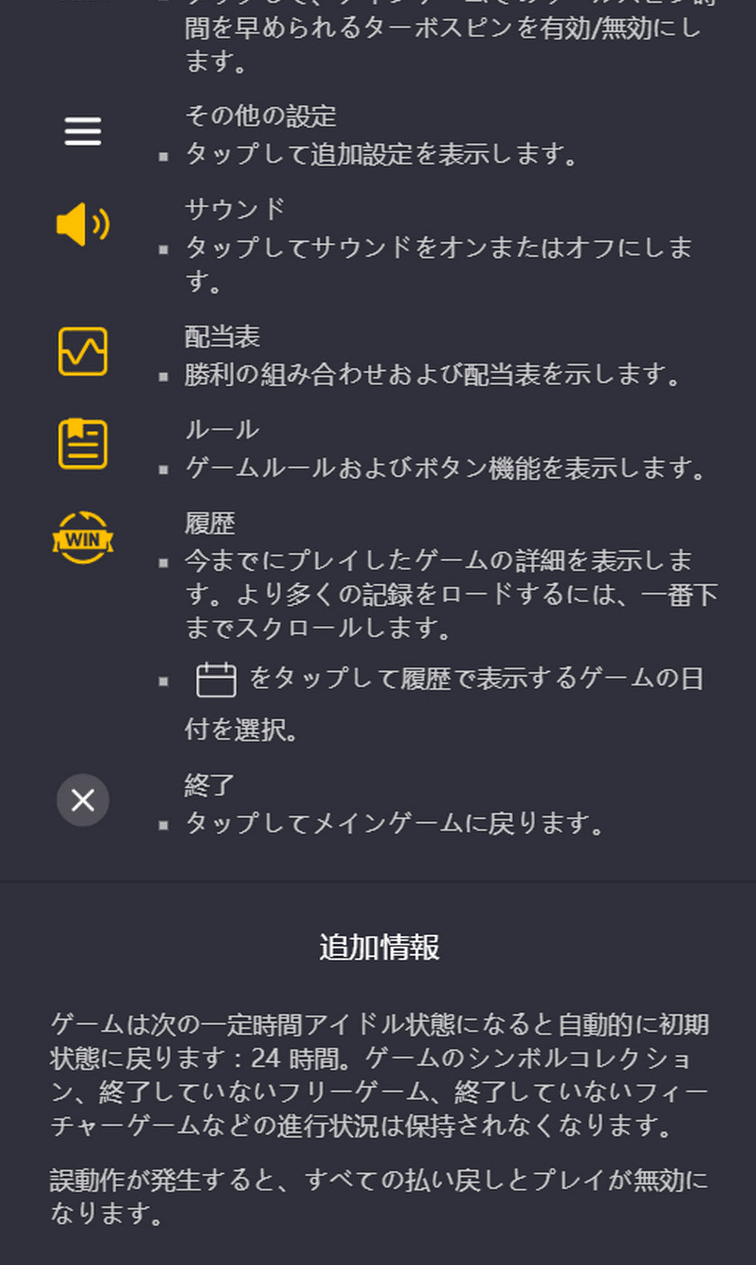 間を早められるターボスピンを有効/無効にし
ます。
その他の設定
▪ タップして追加設定を表示します。
サウンド
▪ タップしてサウンドをオンまたはオフにしま
す。
配当表
▪ 勝利の組み合わせおよび配当表を示します。
ルール
▪ ゲームルールおよびボタン機能を表示します。
WIN
履歴
▪ 今までにプレイしたゲームの詳細を表示しま
す。より多くの記録をロードするには、一番下
までスクロールします。
▪ をタップして履歴で表示するゲームの日
付を選択。
終了
▪ タップしてメインゲームに戻ります。
追加情報
ゲームは次の一定時間アイドル状態になると自動的に初期
状態に戻ります：24 時間。ゲームのシンボルコレクショ
ン、終了していないフリーゲーム、終了していないフィー
チャーゲームなどの進行状況は保持されなくなります。
誤動作が発生すると、すべての払い戻しとプレイが無効に
なります。